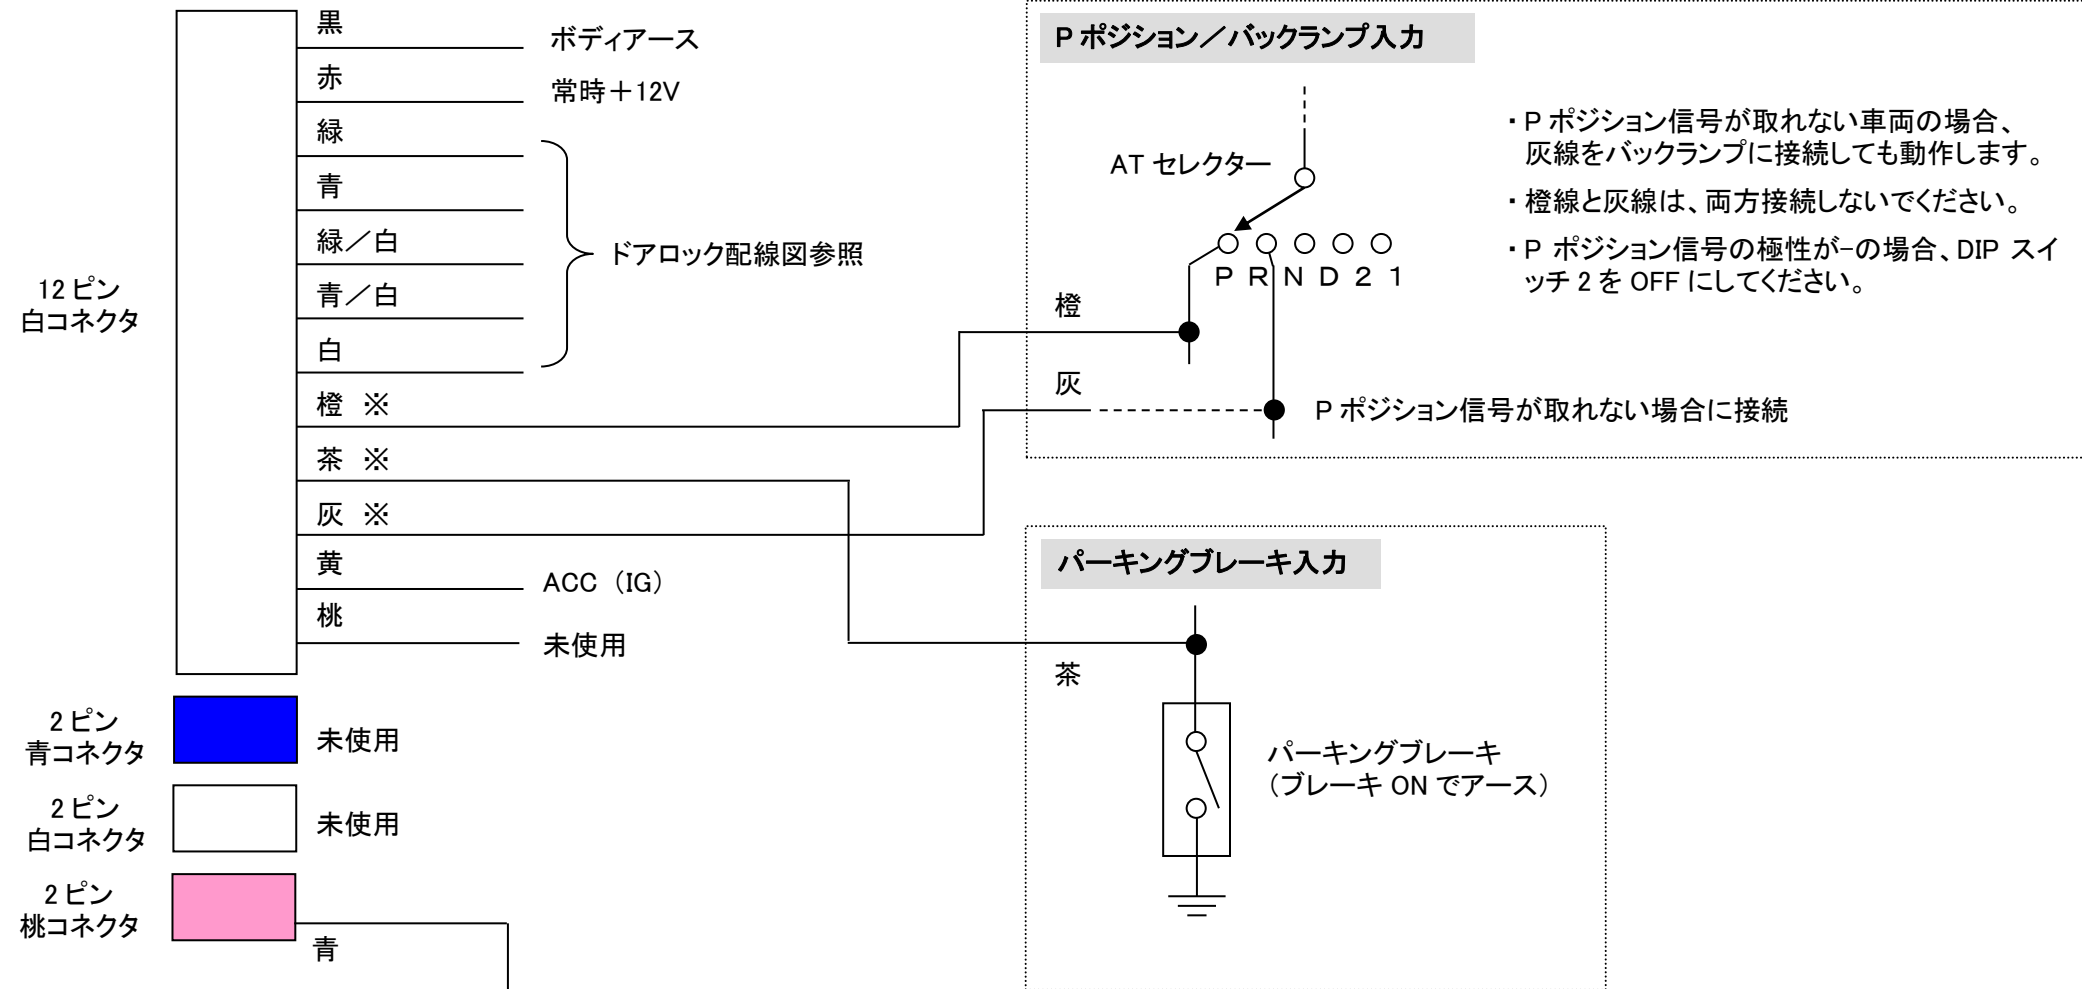 12 ピン
白コネクタ
黒
ボディアース
赤
常時＋12V
緑
青
緑／白
青／白
白
ドアロック配線図参照
橙 ※
茶 ※
灰 ※
黄
ACC （IG）
桃
未使用
2 ピン
青コネクタ
未使用
2 ピン
白コネクタ
未使用
2 ピン
桃コネクタ
青
P ポジション／バックランプ入力
AT セレクター
P R N D 2 1
橙
灰
P ポジション信号が取れない場合に接続
・P ポジション信号が取れない車両の場合、
灰線をバックランプに接続しても動作します。
・橙線と灰線は、両方接続しないでください。
・P ポジション信号の極性が-の場合、DIP スイ
ッチ 2 を OFF にしてください。
パーキングブレーキ入力
茶
パーキングブレーキ
（ブレーキ ON でアース）